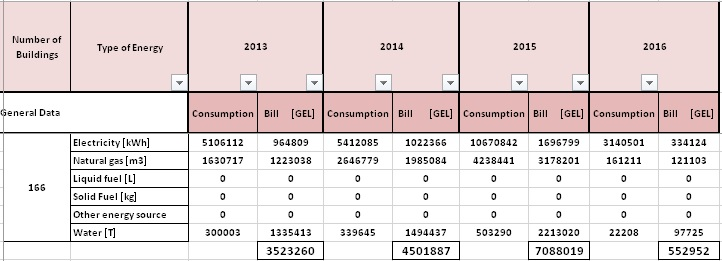 Number of Buildings Type of Energy 2013 2014 2015 2016
General Data Consumption Bill [GEL] Consumption Bill [GEL] Consumption Bill [GEL] Consumption Bill [GEL]
166
Electricity [kWh] 5106112 964809 5412085 1022366 10670842 1696799 3140501 334124
Natural gas [m3] 1630717 1223038 2646779 1985084 4238441 3178201 161211 121103
Liquid fuel [L] 0 0 0 0 0 0 0 0
Solid Fuel [kg] 0 0 0 0 0 0 0 0
Other energy source 0 0 0 0 0 0 0 0
Water [T] 300003 1335413 339645 1494437 503290 2213020 22208 97725
3523260 4501887 7088019 552952